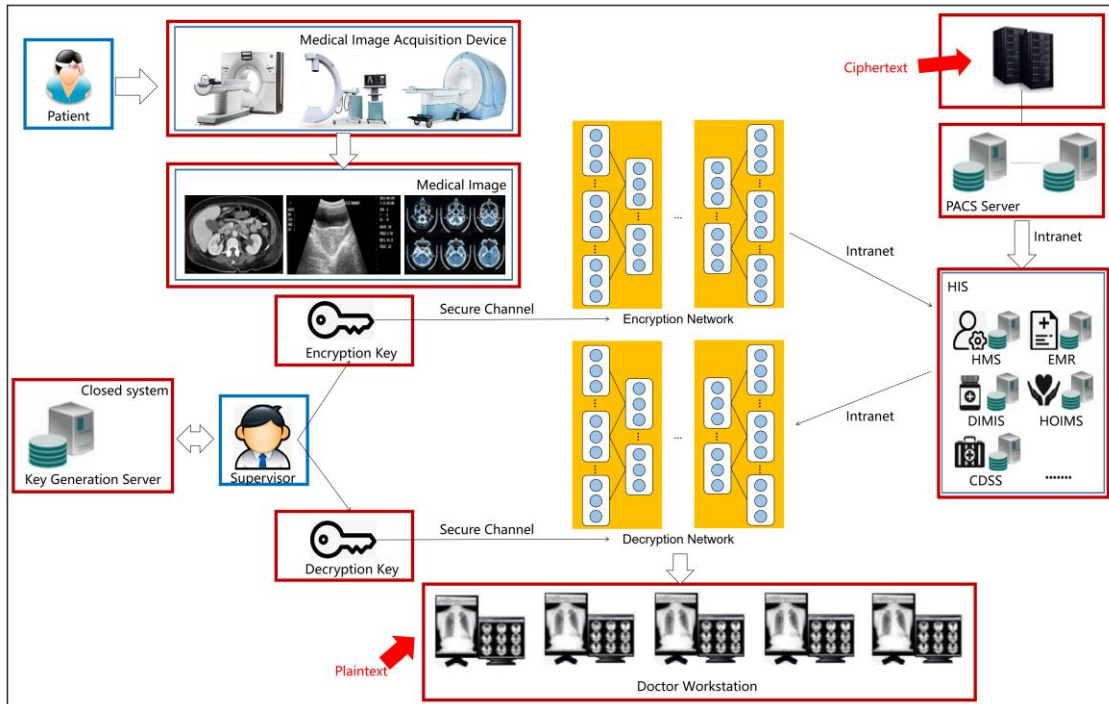 Medical Image Acquisition Device
Patient
Ciphertext
PACS Server
Medical Image
Intranet
Intranet
HIS
HMS
EMR
DIMIS
HOIMS
CDSS
.......
Encryption Key
Secure Channel
Encryption Network
...
Closed system
Key Generation Server
Supervisor
Intranet
...
Decryption Key
Secure Channel
Decryption Network
Plaintext
Doctor Workstation